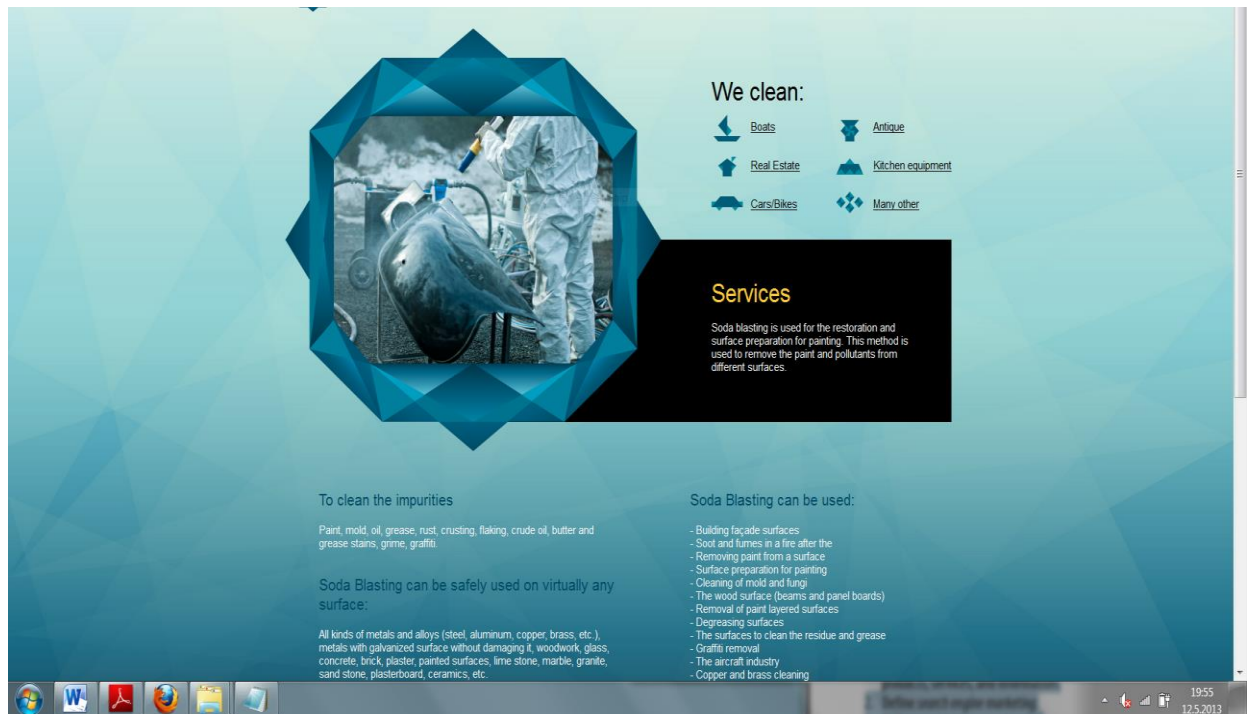 We clean:
Boats
Antique
Real Estate
Kitchen equipment
Cars/Bikes
Many other
Services
Soda blasting is used for the restoration and
surface preparation for painting. This method is
used to remove the paint and pollutants from
different surfaces.
To clean the impurities
Paint, mold, oil, grease, rust, crusting, flaking, crude oil, butter and
grease stains, grime, graffiti.
Soda Blasting can be safely used on virtually any
surface:
All kinds of metals and alloys (steel, aluminum, copper, brass, etc.),
metals with galvanized surface without damaging it, woodwork, glass,
concrete, brick, plaster, painted surfaces, lime stone, marble, granite,
sand stone, plasterboard, ceramics, etc.
Soda Blasting can be used:
- Building façade surfaces
- Soot and fumes in a fire after the
- Removing paint from a surface
- Surface preparation for painting
- Cleaning of mold and fungi
- The wood surface (beams and panel boards)
- Removal of paint layered surfaces
- Degreasing surfaces
- The surfaces to clean the residue and grease
- Graffiti removal
- The aircraft industry
- Copper and brass cleaning
2. Define search engine marketing
19:55
12.5.2013